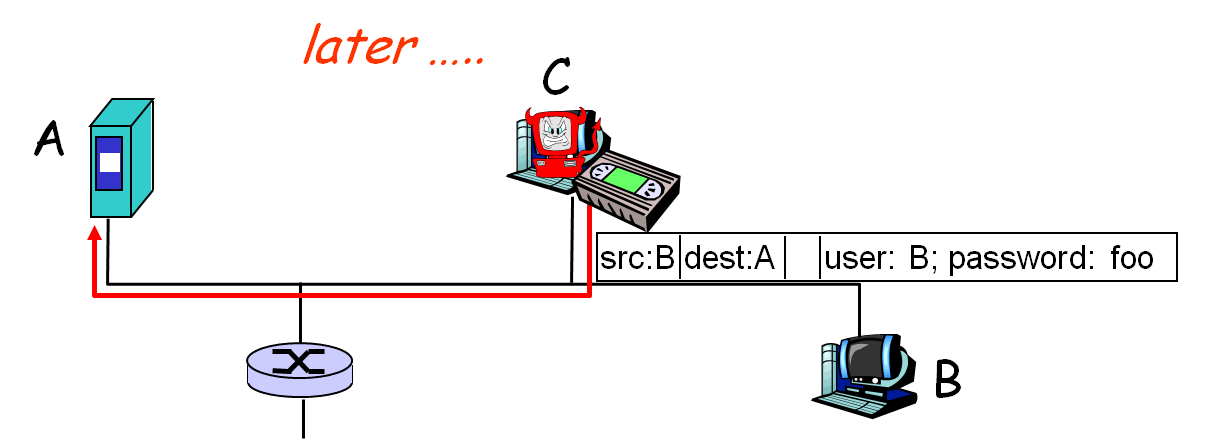 later .....
C
A
src:B dest:A user: B; password: foo
B